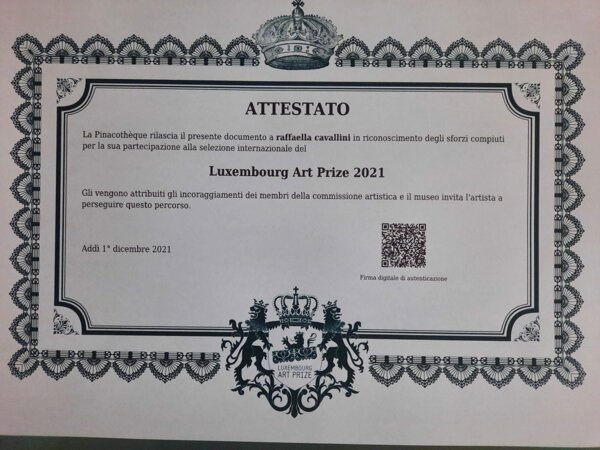 ATTESTATO
La Pinacothèque rilascia il presente documento a raffaella cavallini in riconoscimento degli sforzi compiuti
per la sua partecipazione alla selezione internazionale del
Luxembourg Art Prize 2021
Gli vengono attribuiti gli incoraggiamenti dei membri della commissione artistica e il museo invita l'artista a
perseguire questo percorso.
Addì 1° dicembre 2021
Firma digitale di autenticazione
LUXEMBOURG
ART PRIZE